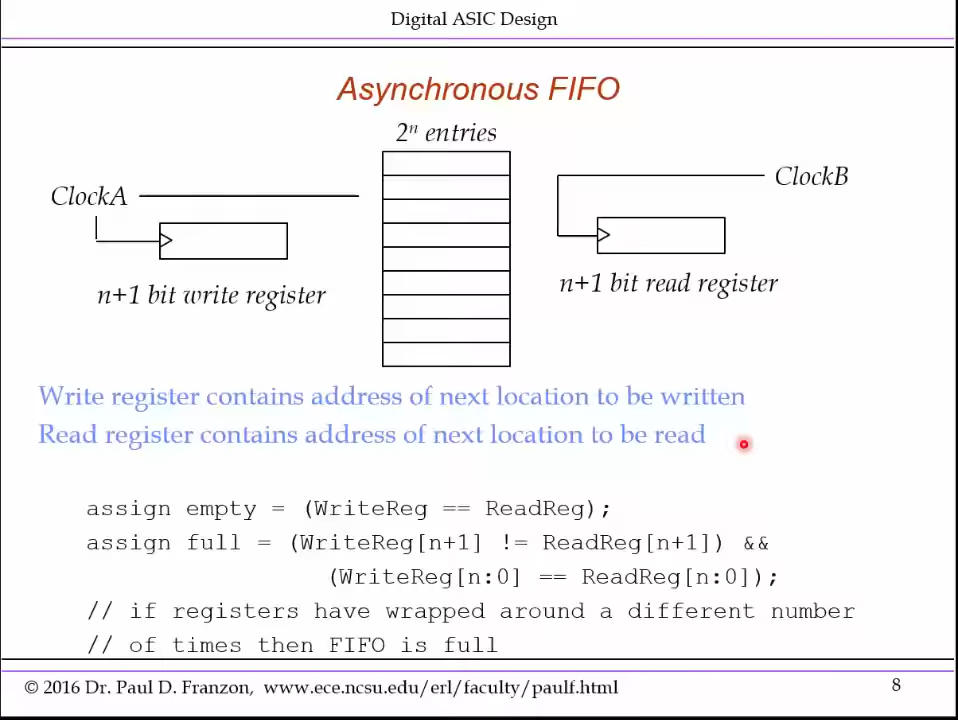 Digital ASIC Design
Asynchronous FIFO
2ⁿ entries
ClockA
ClockB
n+1 bit write register
n+1 bit read register
Write register contains address of next location to be written
Read register contains address of next location to be read
assign empty = (WriteReg == ReadReg);
assign full = (WriteReg[n+1] != ReadReg[n+1]) &&
(WriteReg[n:0] == ReadReg[n:0]);
// if registers have wrapped around a different number
// of times then FIFO is full
© 2016 Dr. Paul D. Franzon, www.ece.ncsu.edu/erl/faculty/paulf.html
8